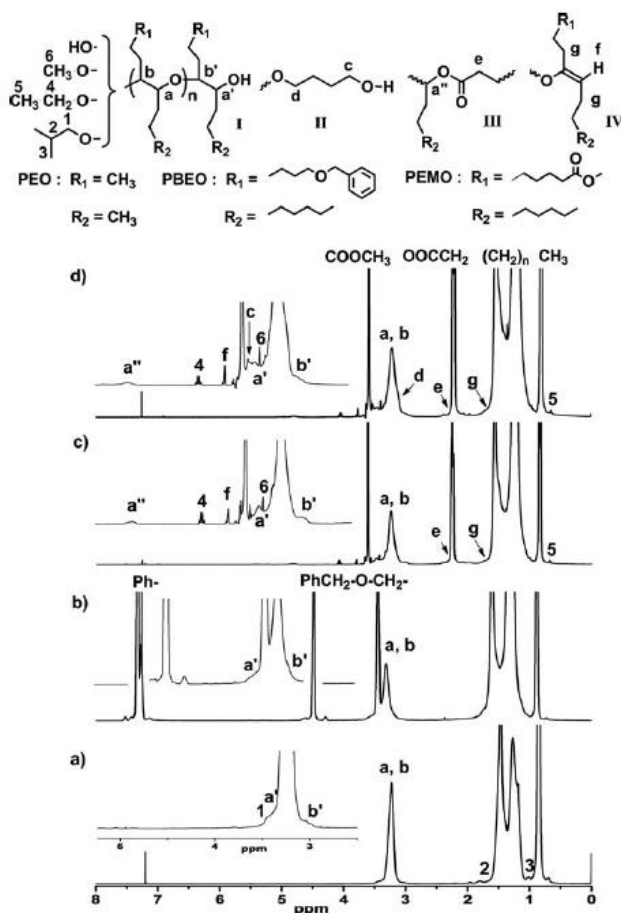 R₁ R₁
HO-
6
CH₃O- b O b' OH c e R₁
5 4 a n a' O O-H O g f
CH₃CH₂O- d a'' O O H
2 1 I II g
O- R₂ R₂ III IV
3 R₂ R₂
PEO : R₁ = CH₃ PBEO : R₁ = O PEMO : R₁ = O O
R₂ = CH₃ R₂ = R₂ =
COOCH₃ OOCCH₂ (CH₂)ₙ CH₃
d)
c 6 a, b
a'' 4 f a' b' d
e g 5
c)
a'' 4 f 6 a' b' a, b
e g 5
Ph- PhCH₂-O-CH₂-
b)
a' b' a, b
a)
a, b
1 a' b'
5 4 3
ppm
2 3
8 7 6 5 4 3 2 1 0
ppm